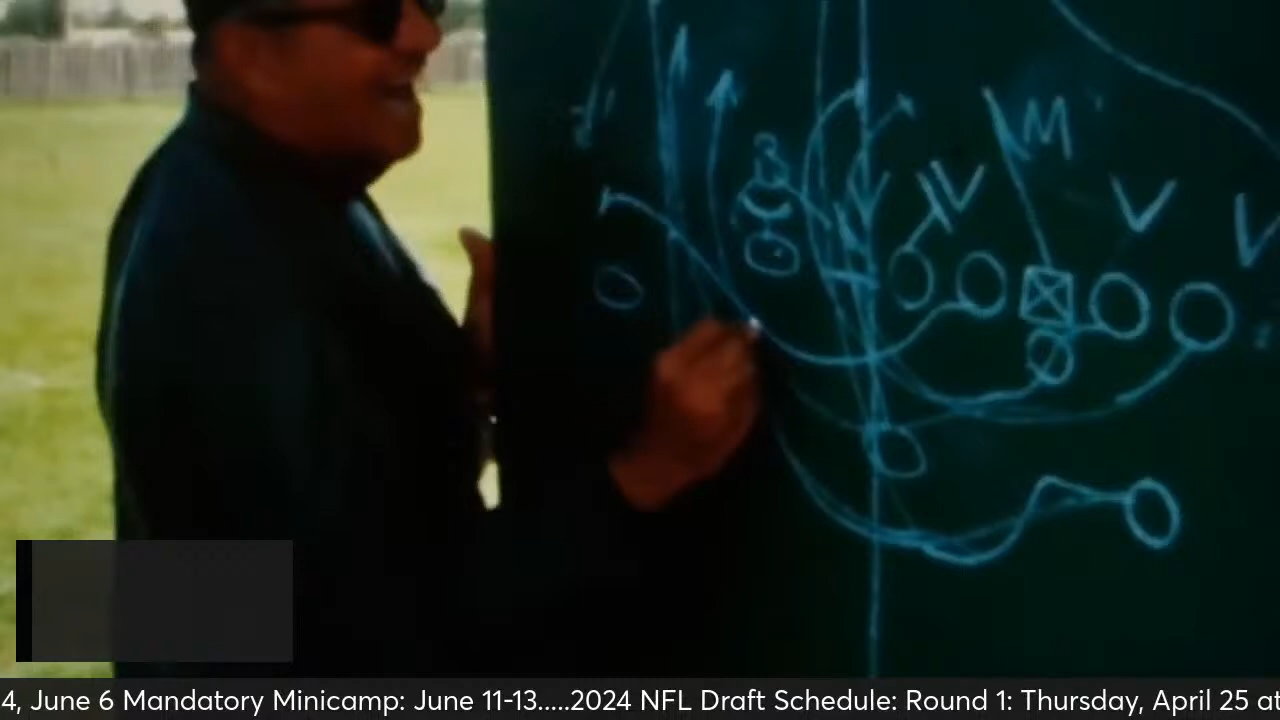 B
M
V
V
V
4, June 6 Mandatory Minicamp: June 11-13.....2024 NFL Draft Schedule: Round 1: Thursday, April 25 at